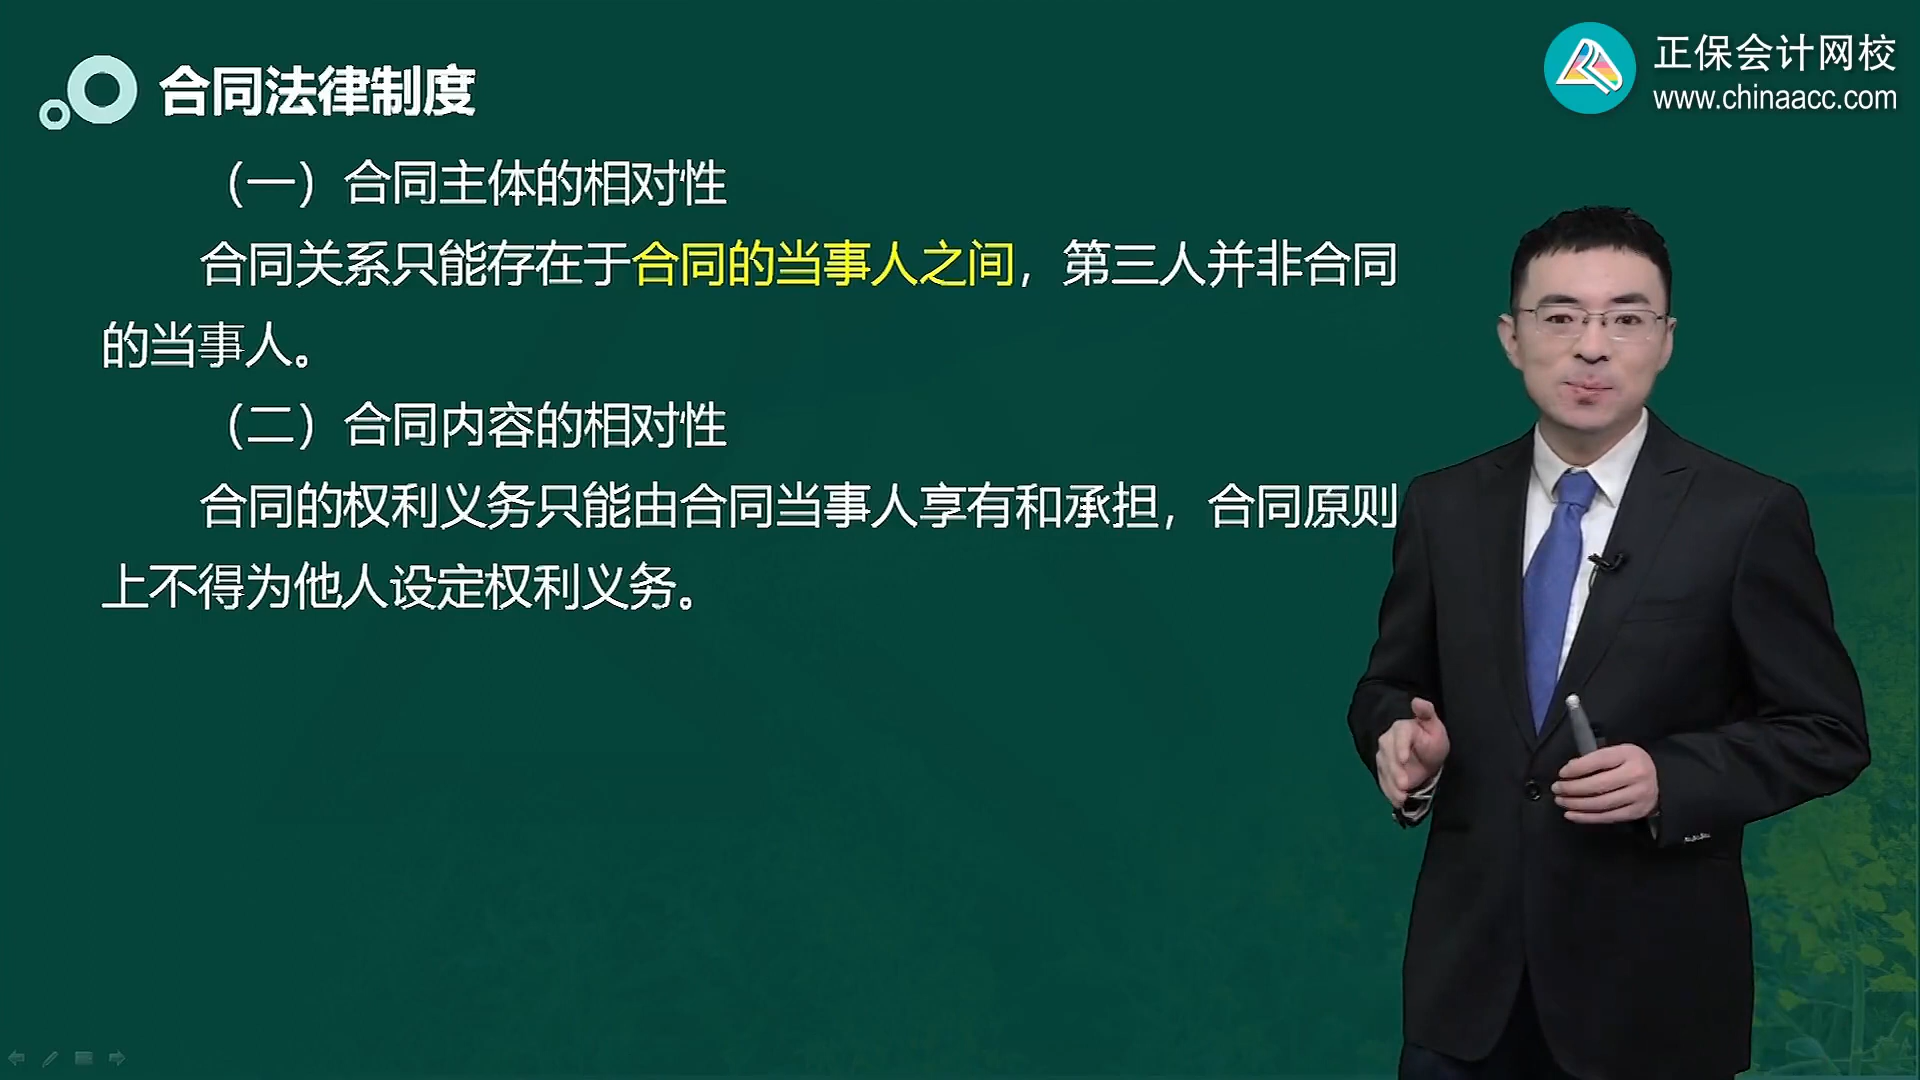 合同法律制度
正保会计网校
www.chinaacc.com
（一）合同主体的相对性
合同关系只能存在于合同的当事人之间，第三人并非合同
的当事人。
（二）合同内容的相对性
合同的权利义务只能由合同当事人享有和承担，合同原则
上不得为他人设定权利义务。